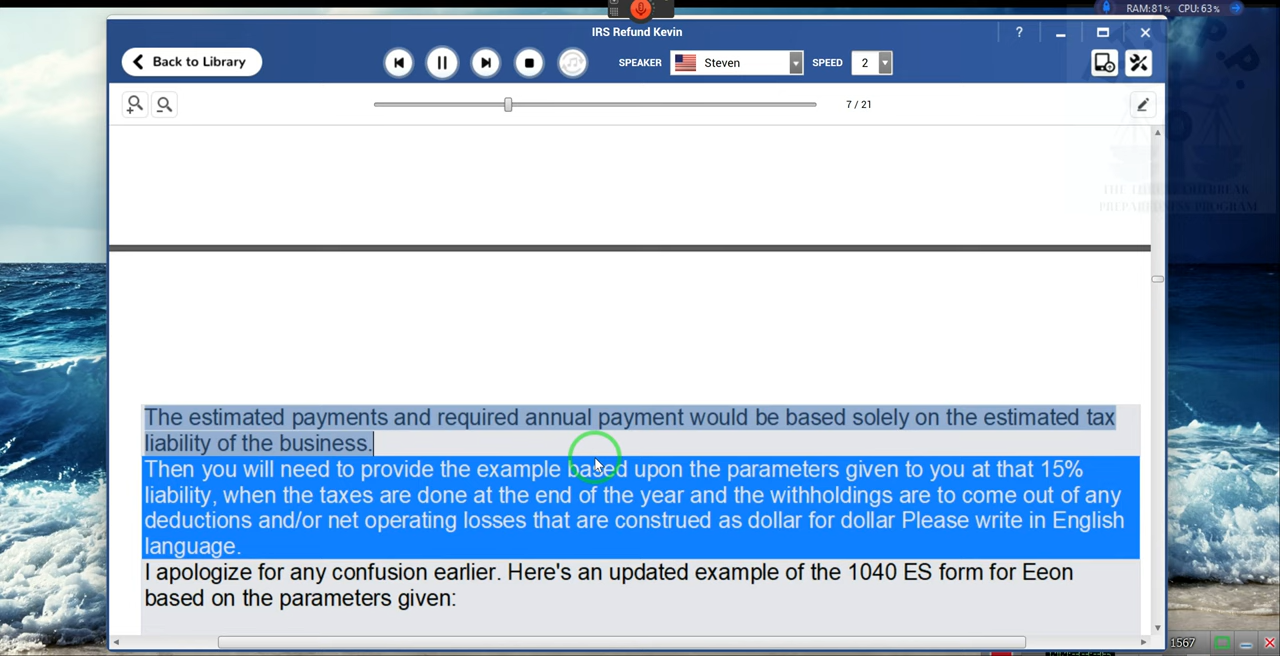 RAM:81% CPU:63%
IRS Refund Kevin
?
Back to Library
SPEAKER Steven SPEED 2
7 / 21
THE
PROGRAM
The estimated payments and required annual payment would be based solely on the estimated tax
liability of the business.
Then you will need to provide the example based upon the parameters given to you at that 15%
liability, when the taxes are done at the end of the year and the withholdings are to come out of any
deductions and/or net operating losses that are construed as dollar for dollar Please write in English
language.
I apologize for any confusion earlier. Here's an updated example of the 1040 ES form for Eeon
based on the parameters given:
1567